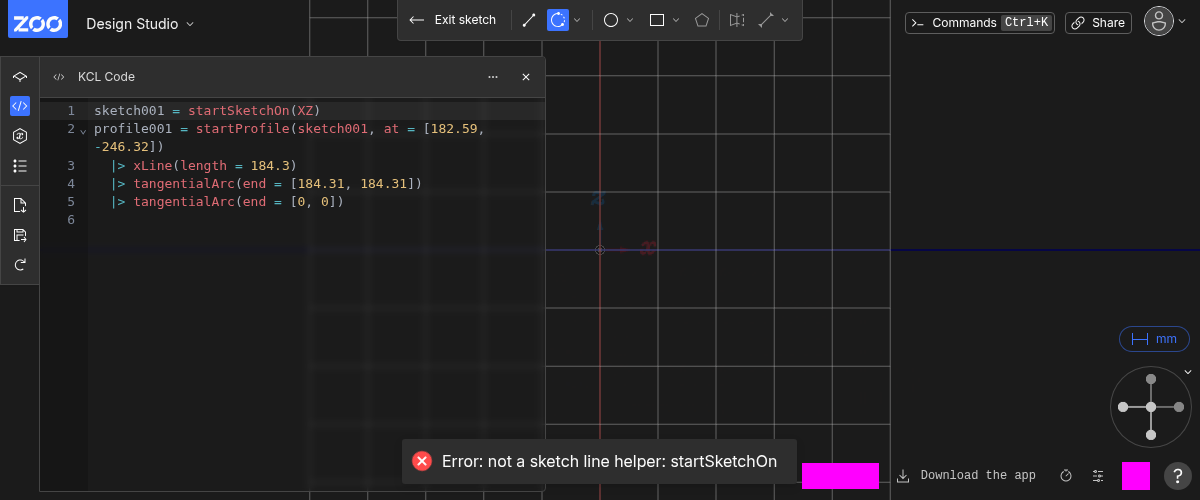 ZOO Design Studio Exit sketch Commands Ctrl+K Share
KCL Code
1 sketch001 = startSketchOn(XZ)
2 profile001 = startProfile(sketch001, at = [182.59,
-246.32])
3 |> xLine(length = 184.3)
4 |> tangentialArc(end = [184.31, 184.31])
5 |> tangentialArc(end = [0, 0])
6
z
x
mm
Error: not a sketch line helper: startSketchOn
Download the app ?